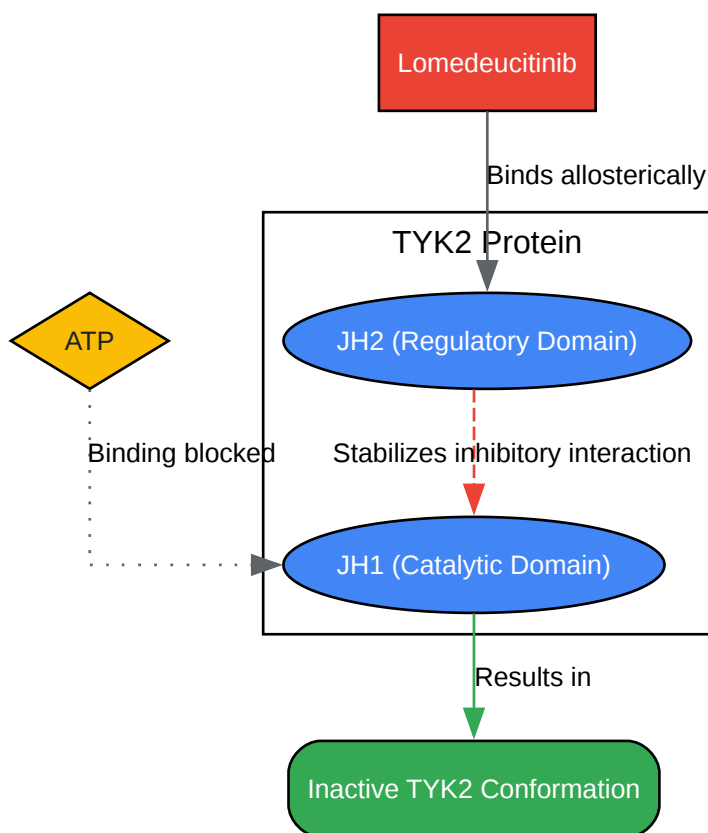 Lomedeucitinib
Binds allosterically
TYK2 Protein
ATP
JH2 (Regulatory Domain)
Binding blocked
Stabilizes inhibitory interaction
JH1 (Catalytic Domain)
Results in
Inactive TYK2 Conformation